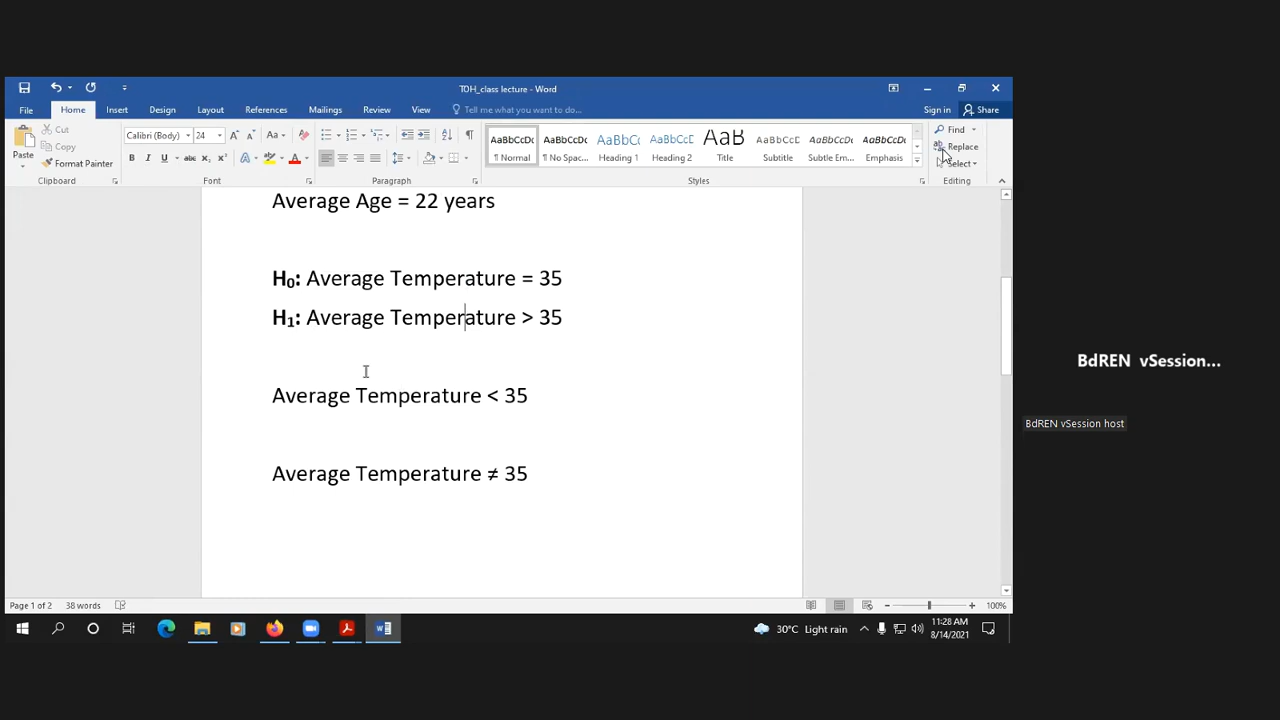 TOH_class lecture - Word
File Home Insert Design Layout References Mailings Review View Tell me what you want to do... Sign in Share
Paste Cut Copy Format Painter
Clipboard
Calibri (Body) 24
Font
Paragraph
AaBbCcDc AaBbCcDc AaBbCc AaBbCcD AaB AaBbCcD AaBbCcDc AaBbCcDc
¶ Normal ¶ No Spac... Heading 1 Heading 2 Title Subtitle Subtle Em... Emphasis
Styles
Find
Replace
Select
Editing
Average Age = 22 years
H₀: Average Temperature = 35
H₁: Average Temperature > 35
Average Temperature < 35
Average Temperature ≠ 35
BdREN vSession...
BdREN vSession host
Page 1 of 2 38 words 100%
30°C Light rain
11:28 AM
8/14/2021